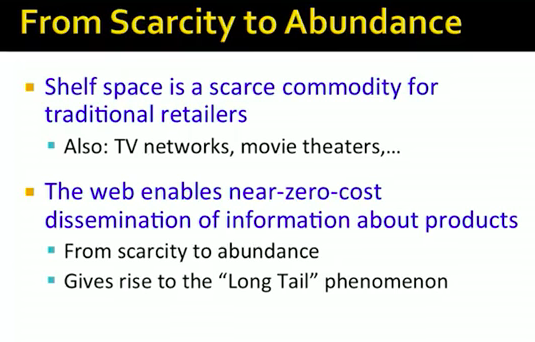 From Scarcity to Abundance
Shelf space is a scarce commodity for
traditional retailers
Also: TV networks, movie theaters,...
The web enables near-zero-cost
dissemination of information about products
From scarcity to abundance
Gives rise to the “Long Tail” phenomenon